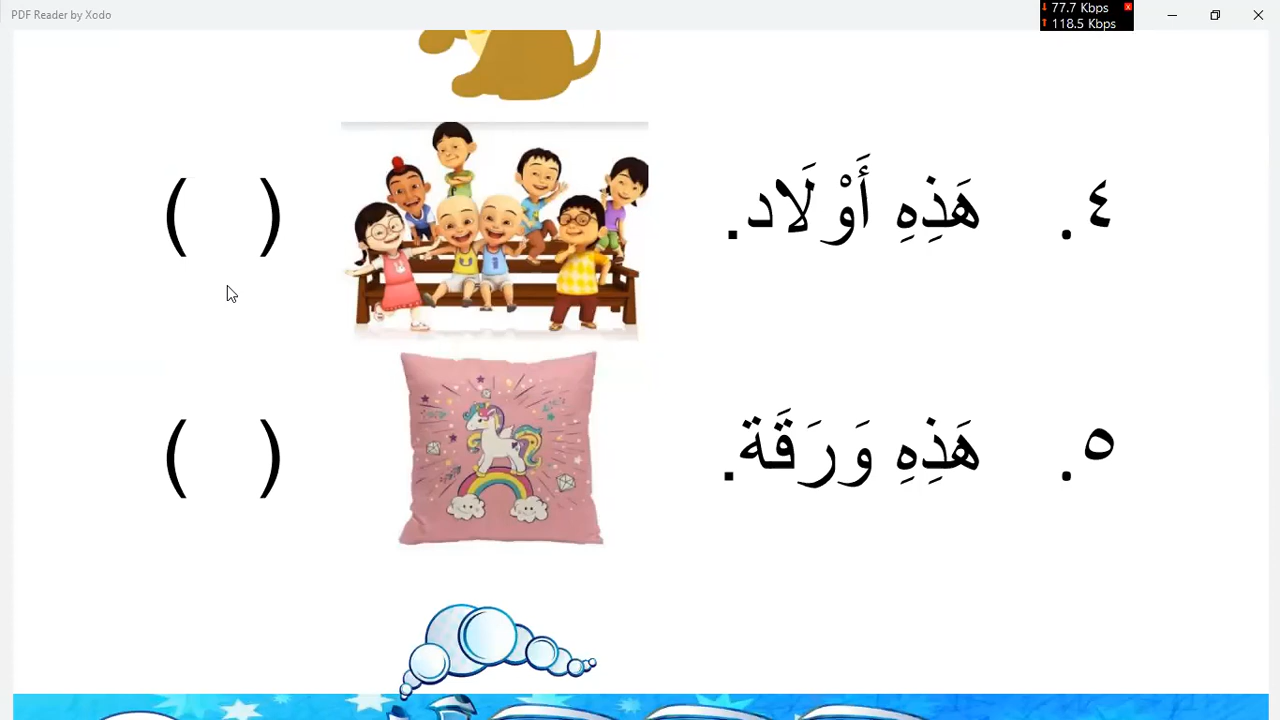 PDF Reader by Xodo
77.7 Kbps
118.5 Kbps
٤. هَذِهِ أَوْلَاد. ( )
٥. هَذِهِ وَرَقَة. ( )